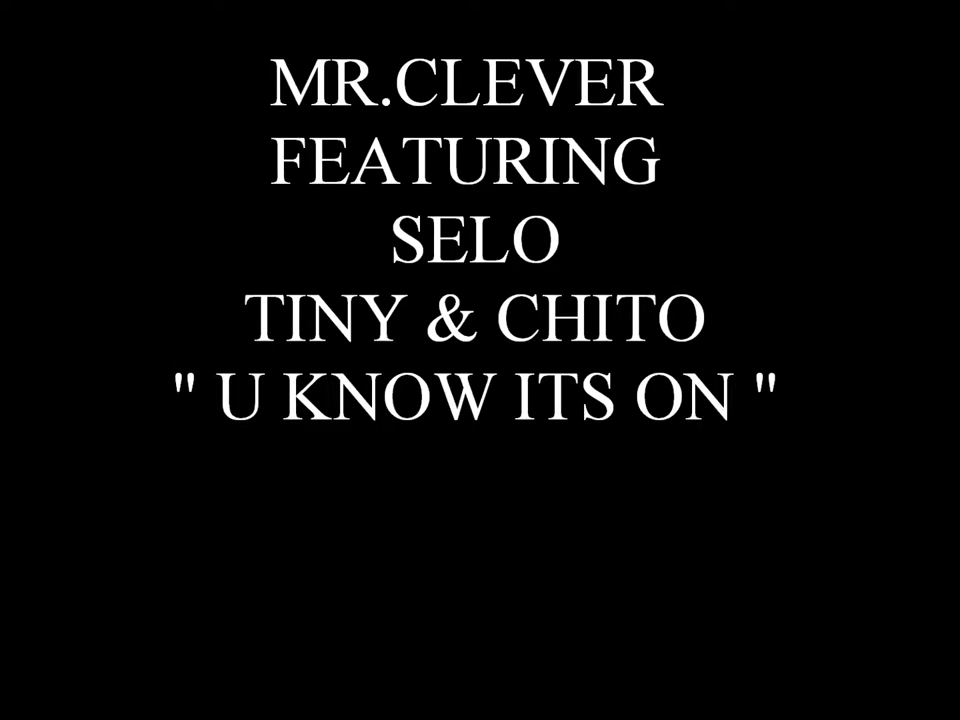 MR.CLEVER
FEATURING
SELO
TINY & CHITO
" U KNOW ITS ON "